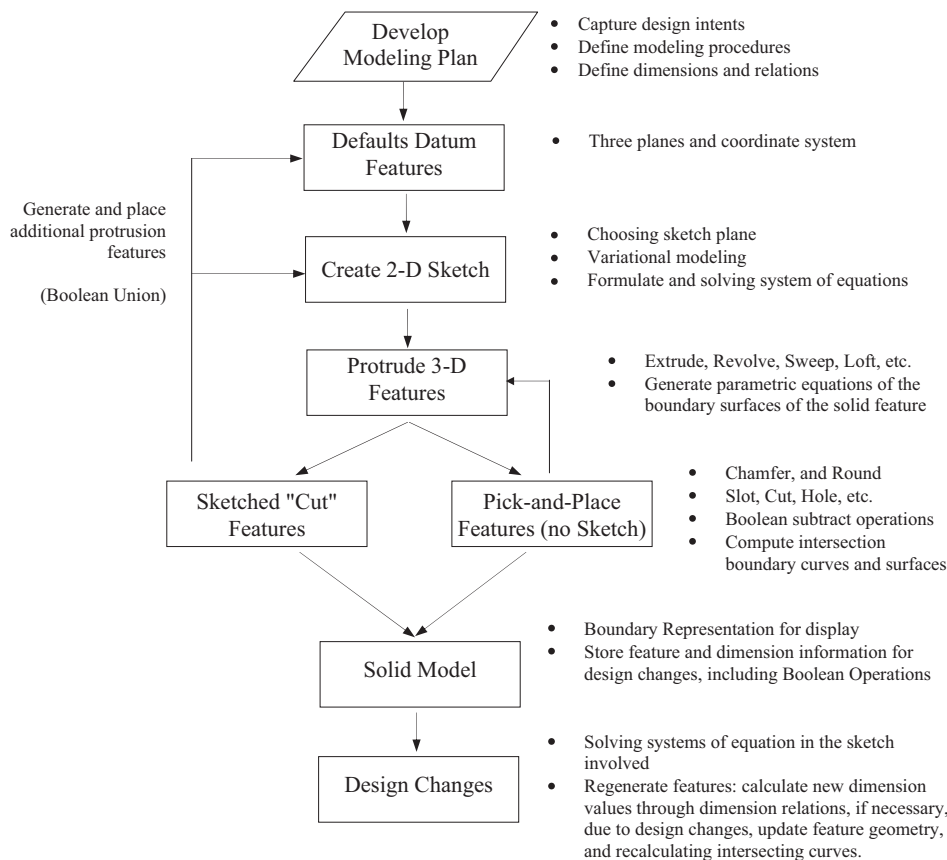 Develop
Modeling Plan
• Capture design intents
• Define modeling procedures
• Define dimensions and relations
Defaults Datum
Features
• Three planes and coordinate system
Generate and place
additional protrusion
features
(Boolean Union)
Create 2-D Sketch
• Choosing sketch plane
• Variational modeling
• Formulate and solving system of equations
Protrude 3-D
Features
• Extrude, Revolve, Sweep, Loft, etc.
• Generate parametric equations of the
boundary surfaces of the solid feature
Sketched "Cut"
Features
Pick-and-Place
Features (no Sketch)
• Chamfer, and Round
• Slot, Cut, Hole, etc.
• Boolean subtract operations
• Compute intersection
boundary curves and surfaces
Solid Model
• Boundary Representation for display
• Store feature and dimension information for
design changes, including Boolean Operations
Design Changes
• Solving systems of equation in the sketch
involved
• Regenerate features: calculate new dimension
values through dimension relations, if necessary,
due to design changes, update feature geometry,
and recalculating intersecting curves.